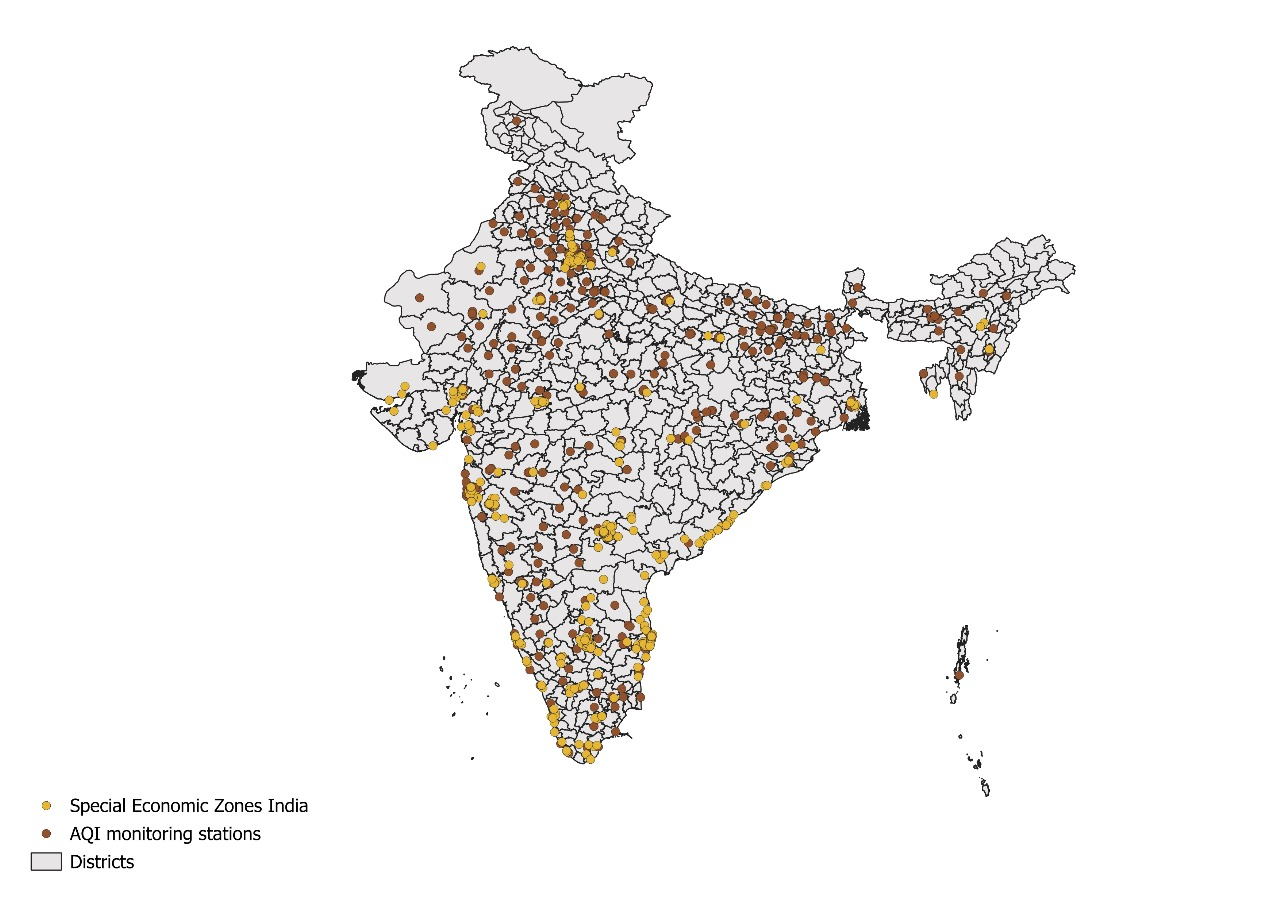 Special Economic Zones India
AQI monitoring stations
Districts